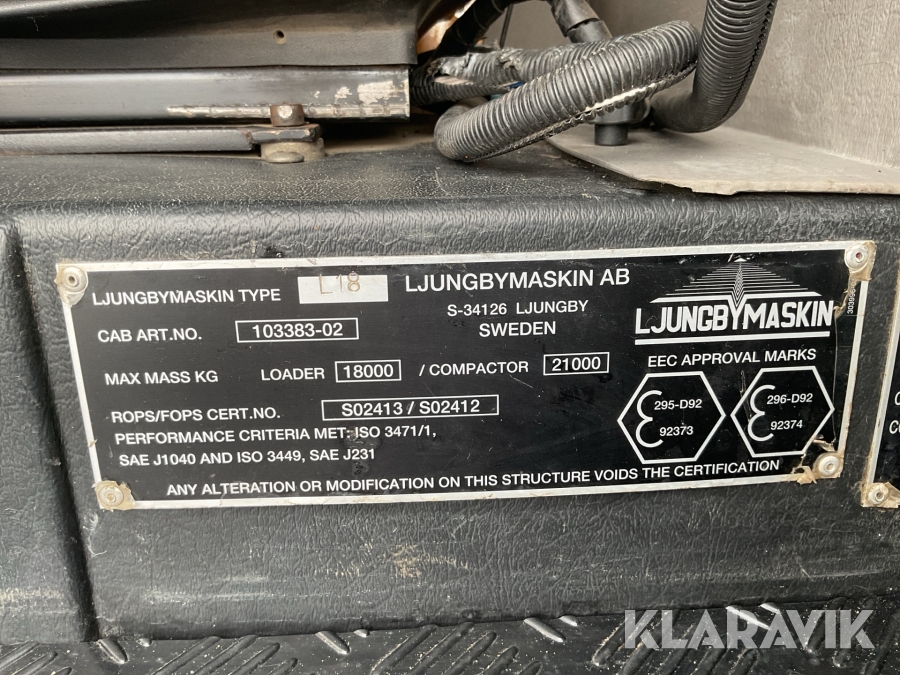 LJUNGBYMASKIN TYPE L18 LJUNGBYMASKIN AB
S-34126 LJUNGBY
SWEDEN
LJUNGBYMASKIN
CAB ART.NO. 103383-02
EEC APPROVAL MARKS
MAX MASS KG LOADER 18000 / COMPACTOR 21000
295-D92
92373
296-D92
92374
ROPS/FOPS CERT.NO. S02413 / S02412
PERFORMANCE CRITERIA MET: ISO 3471/1,
SAE J1040 AND ISO 3449, SAE J231
ANY ALTERATION OR MODIFICATION ON THIS STRUCTURE VOIDS THE CERTIFICATION
KLARAVIK